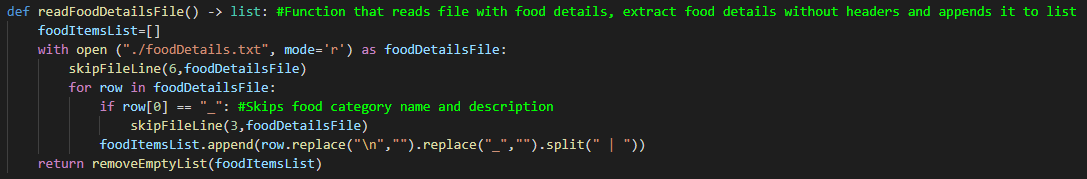 def readFoodDetailsFile() -> list: #Function that reads file with food details, extract food details without headers and appends it to list
    foodItemsList=[]
    with open ("./foodDetails.txt", mode='r') as foodDetailsFile:
        skipFileLine(6,foodDetailsFile)
        for row in foodDetailsFile:
            if row[0] == "_": #Skips food category name and description
                skipFileLine(3,foodDetailsFile)
            foodItemsList.append(row.replace("\n","").replace("_","").split(" | "))
    return removeEmptyList(foodItemsList)